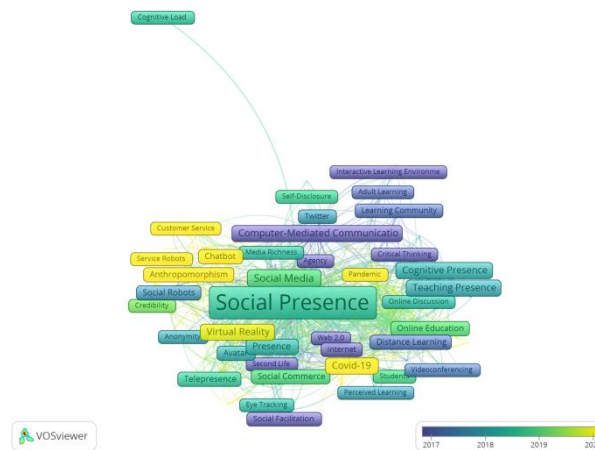 Cognitive Load
Interactive Learning Environme
Adult Learning
Self-Disclosure
Learning Community
Twitter
Customer Service
Computer-Mediated Communicatio
Media Richness
Critical Thinking
Service Robots
Chatbot
Agency
Anthropomorphism
Social Media
Pandemic
Cognitive Presence
Social Robots
Teaching Presence
Credibility
Social Presence
Online Discussion
Virtual Reality
Online Education
Anonymity
Web 2.0
Distance Learning
Avatar
Presence
Internet
Second Life
Covid-19
Videoconferencing
Telepresence
Social Commerce
Students
Perceived Learning
Eye Tracking
Social Facilitation
VOSviewer
2017 2018 2019